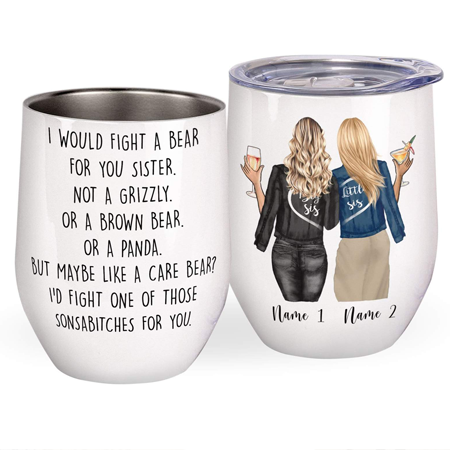 I WOULD FIGHT A BEAR
FOR YOU SISTER.
NOT A GRIZZLY.
OR A BROWN BEAR.
OR A PANDA.
BUT MAYBE LIKE A CARE BEAR?
I'D FIGHT ONE OF THOSE
SONSABITCHES FOR YOU.
sis
Little
sis
Name 1 Name 2